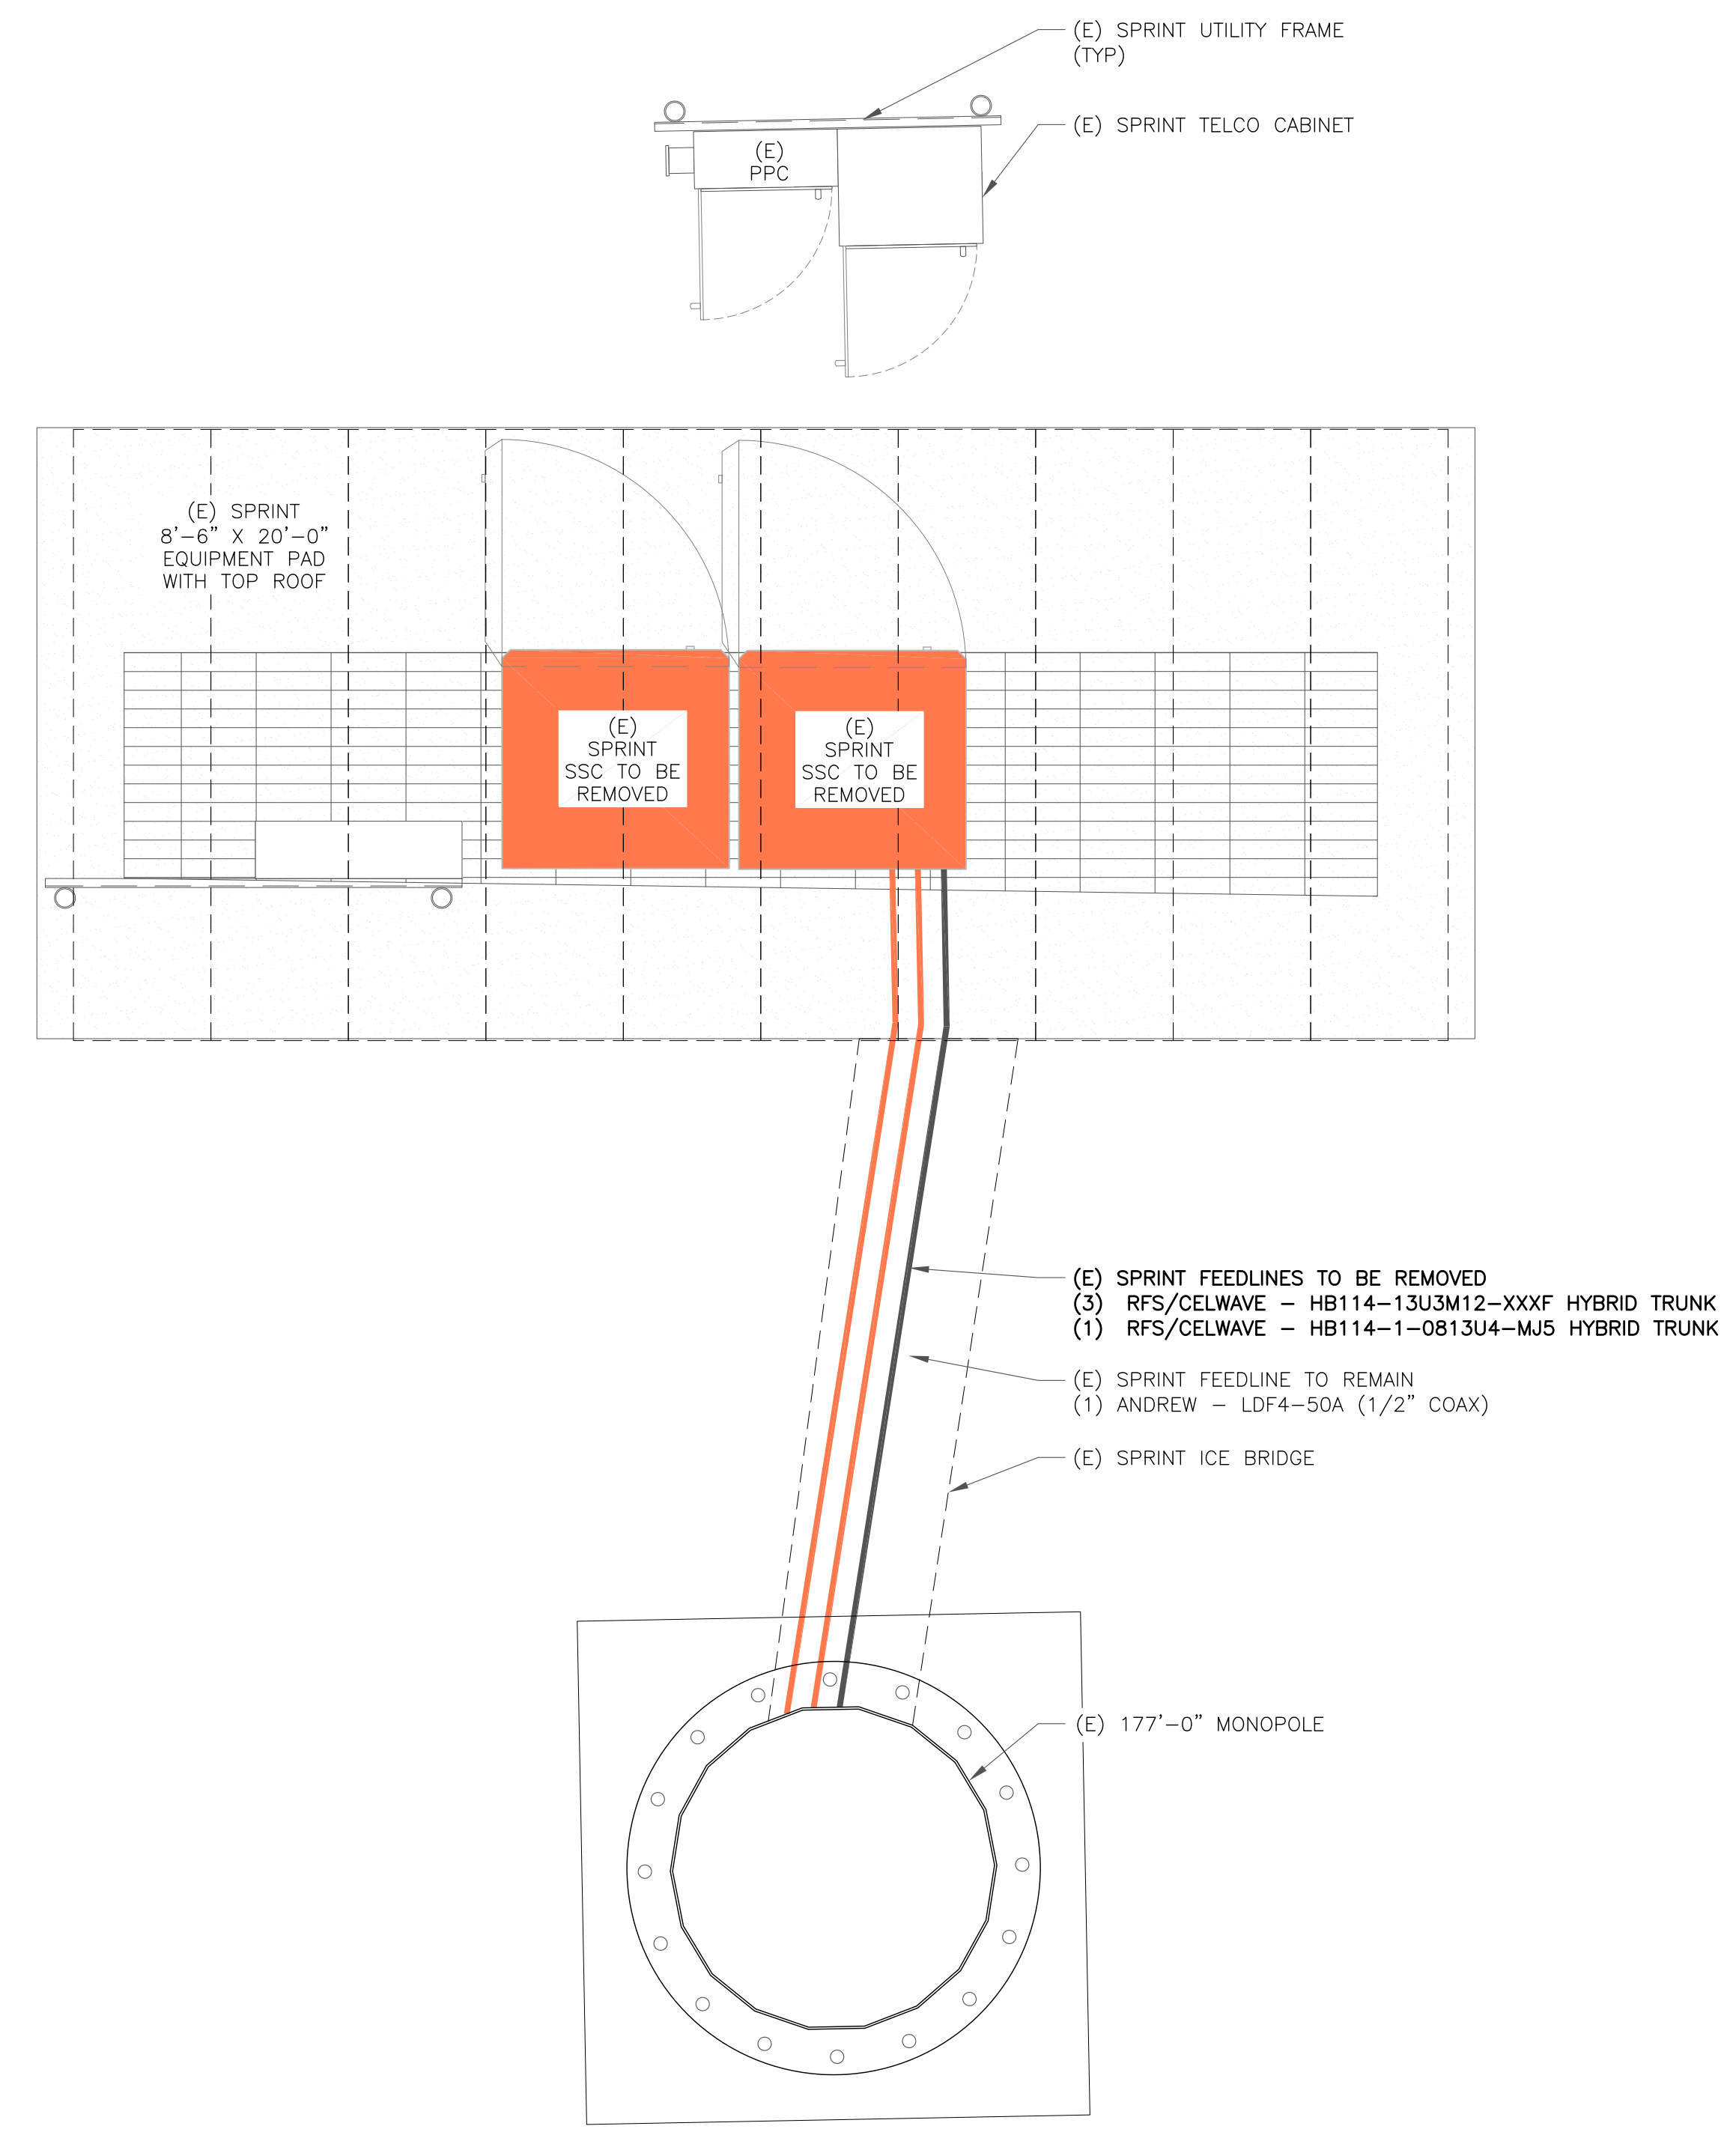 (E) SPRINT UTILITY FRAME
(TYP)
(E) SPRINT TELCO CABINET
(E)
PPC
(E) SPRINT
8'-6" X 20'-0"
EQUIPMENT PAD
WITH TOP ROOF
(E)
SPRINT
SSC TO BE
REMOVED
(E)
SPRINT
SSC TO BE
REMOVED
(E) SPRINT FEEDLINES TO BE REMOVED
(3) RFS/CELWAVE - HB114-13U3M12-XXXF HYBRID TRUNK
(1) RFS/CELWAVE - HB114-1-0813U4-MJ5 HYBRID TRUNK
(E) SPRINT FEEDLINE TO REMAIN
(1) ANDREW - LDF4-50A (1/2" COAX)
(E) SPRINT ICE BRIDGE
(E) 177'-0" MONOPOLE